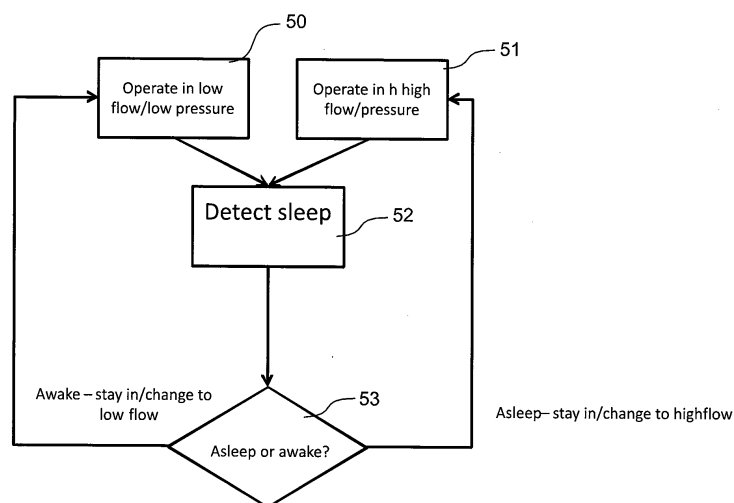 50
51
Operate in low
flow/low pressure
Operate in h high
flow/pressure
Detect sleep
52
Awake – stay in/change to
low flow
53
Asleep or awake?
Asleep– stay in/change to highflow